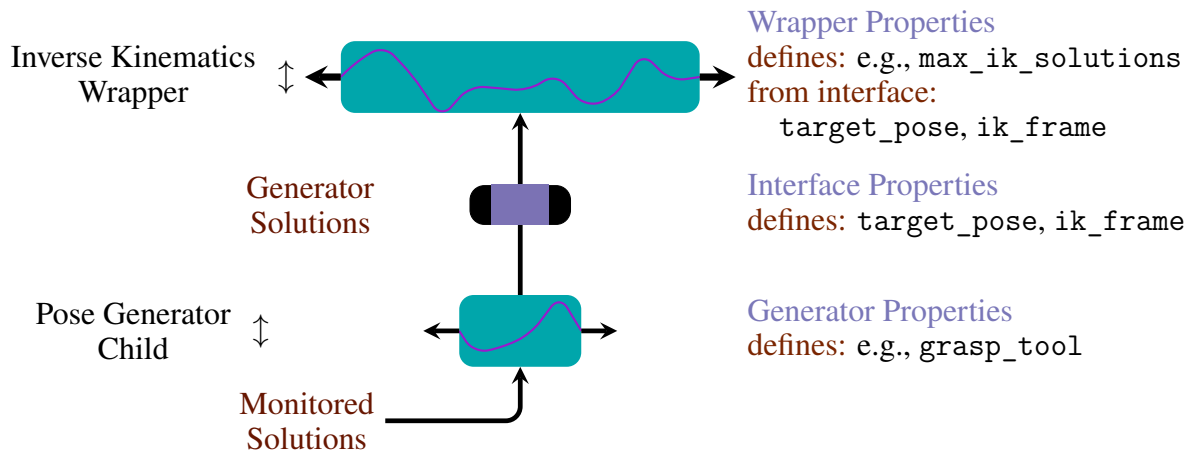 Inverse Kinematics
Wrapper
↕
Wrapper Properties
defines: e.g., max_ik_solutions
from interface:
target_pose, ik_frame
Generator
Solutions
Interface Properties
defines: target_pose, ik_frame
Pose Generator
Child
↕
Generator Properties
defines: e.g., grasp_tool
Monitored
Solutions